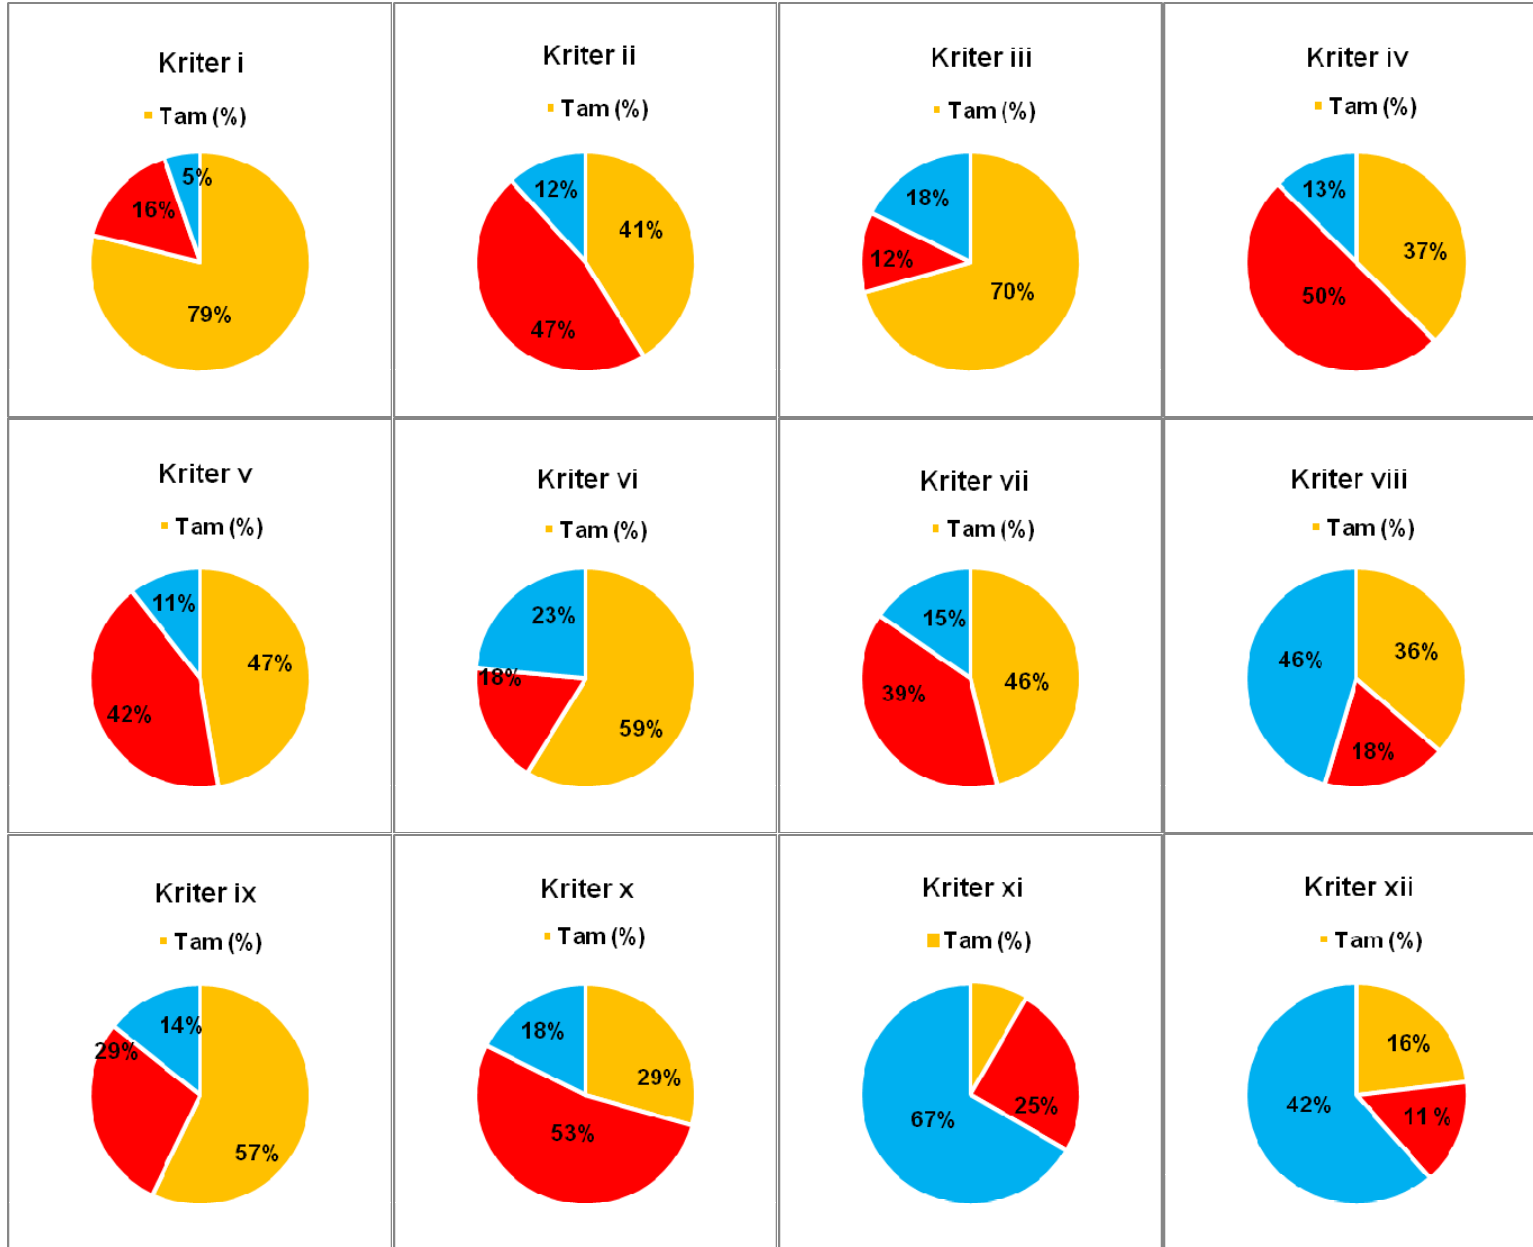 Kriter i
Tam (%)
5%
16%
79%
Kriter ii
Tam (%)
12%
41%
47%
Kriter iii
Tam (%)
18%
12%
70%
Kriter iv
Tam (%)
13%
37%
50%
Kriter v
Tam (%)
11%
47%
42%
Kriter vi
Tam (%)
23%
18%
59%
Kriter vii
Tam (%)
15%
46%
39%
Kriter viii
Tam (%)
46%
36%
18%
Kriter ix
Tam (%)
14%
29%
57%
Kriter x
Tam (%)
18%
29%
53%
Kriter xi
Tam (%)
67%
25%
Kriter xii
Tam (%)
16%
42%
11 %